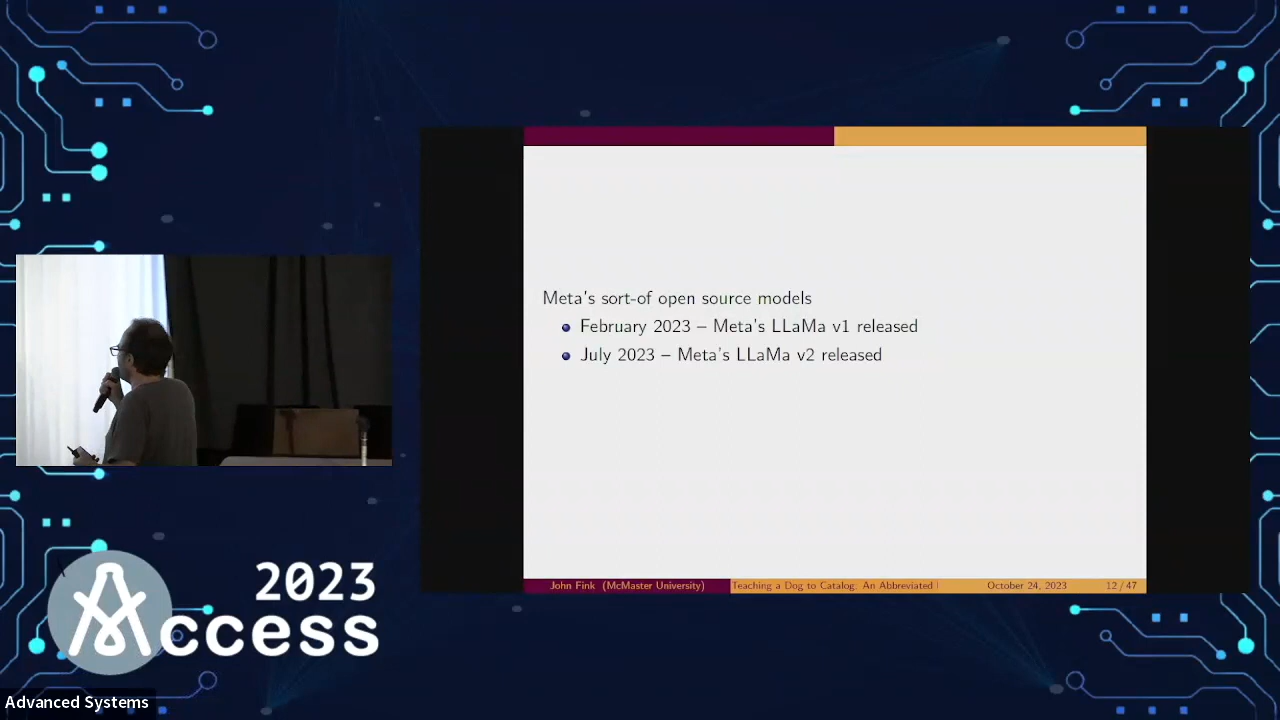 Meta's sort-of open source models
February 2023 – Meta's LLaMa v1 released
July 2023 – Meta's LLaMa v2 released
John Fink (McMaster University)
Teaching a Dog to Catalog: An Abbreviated
October 24, 2023
12 / 47
2023
Access
Advanced Systems